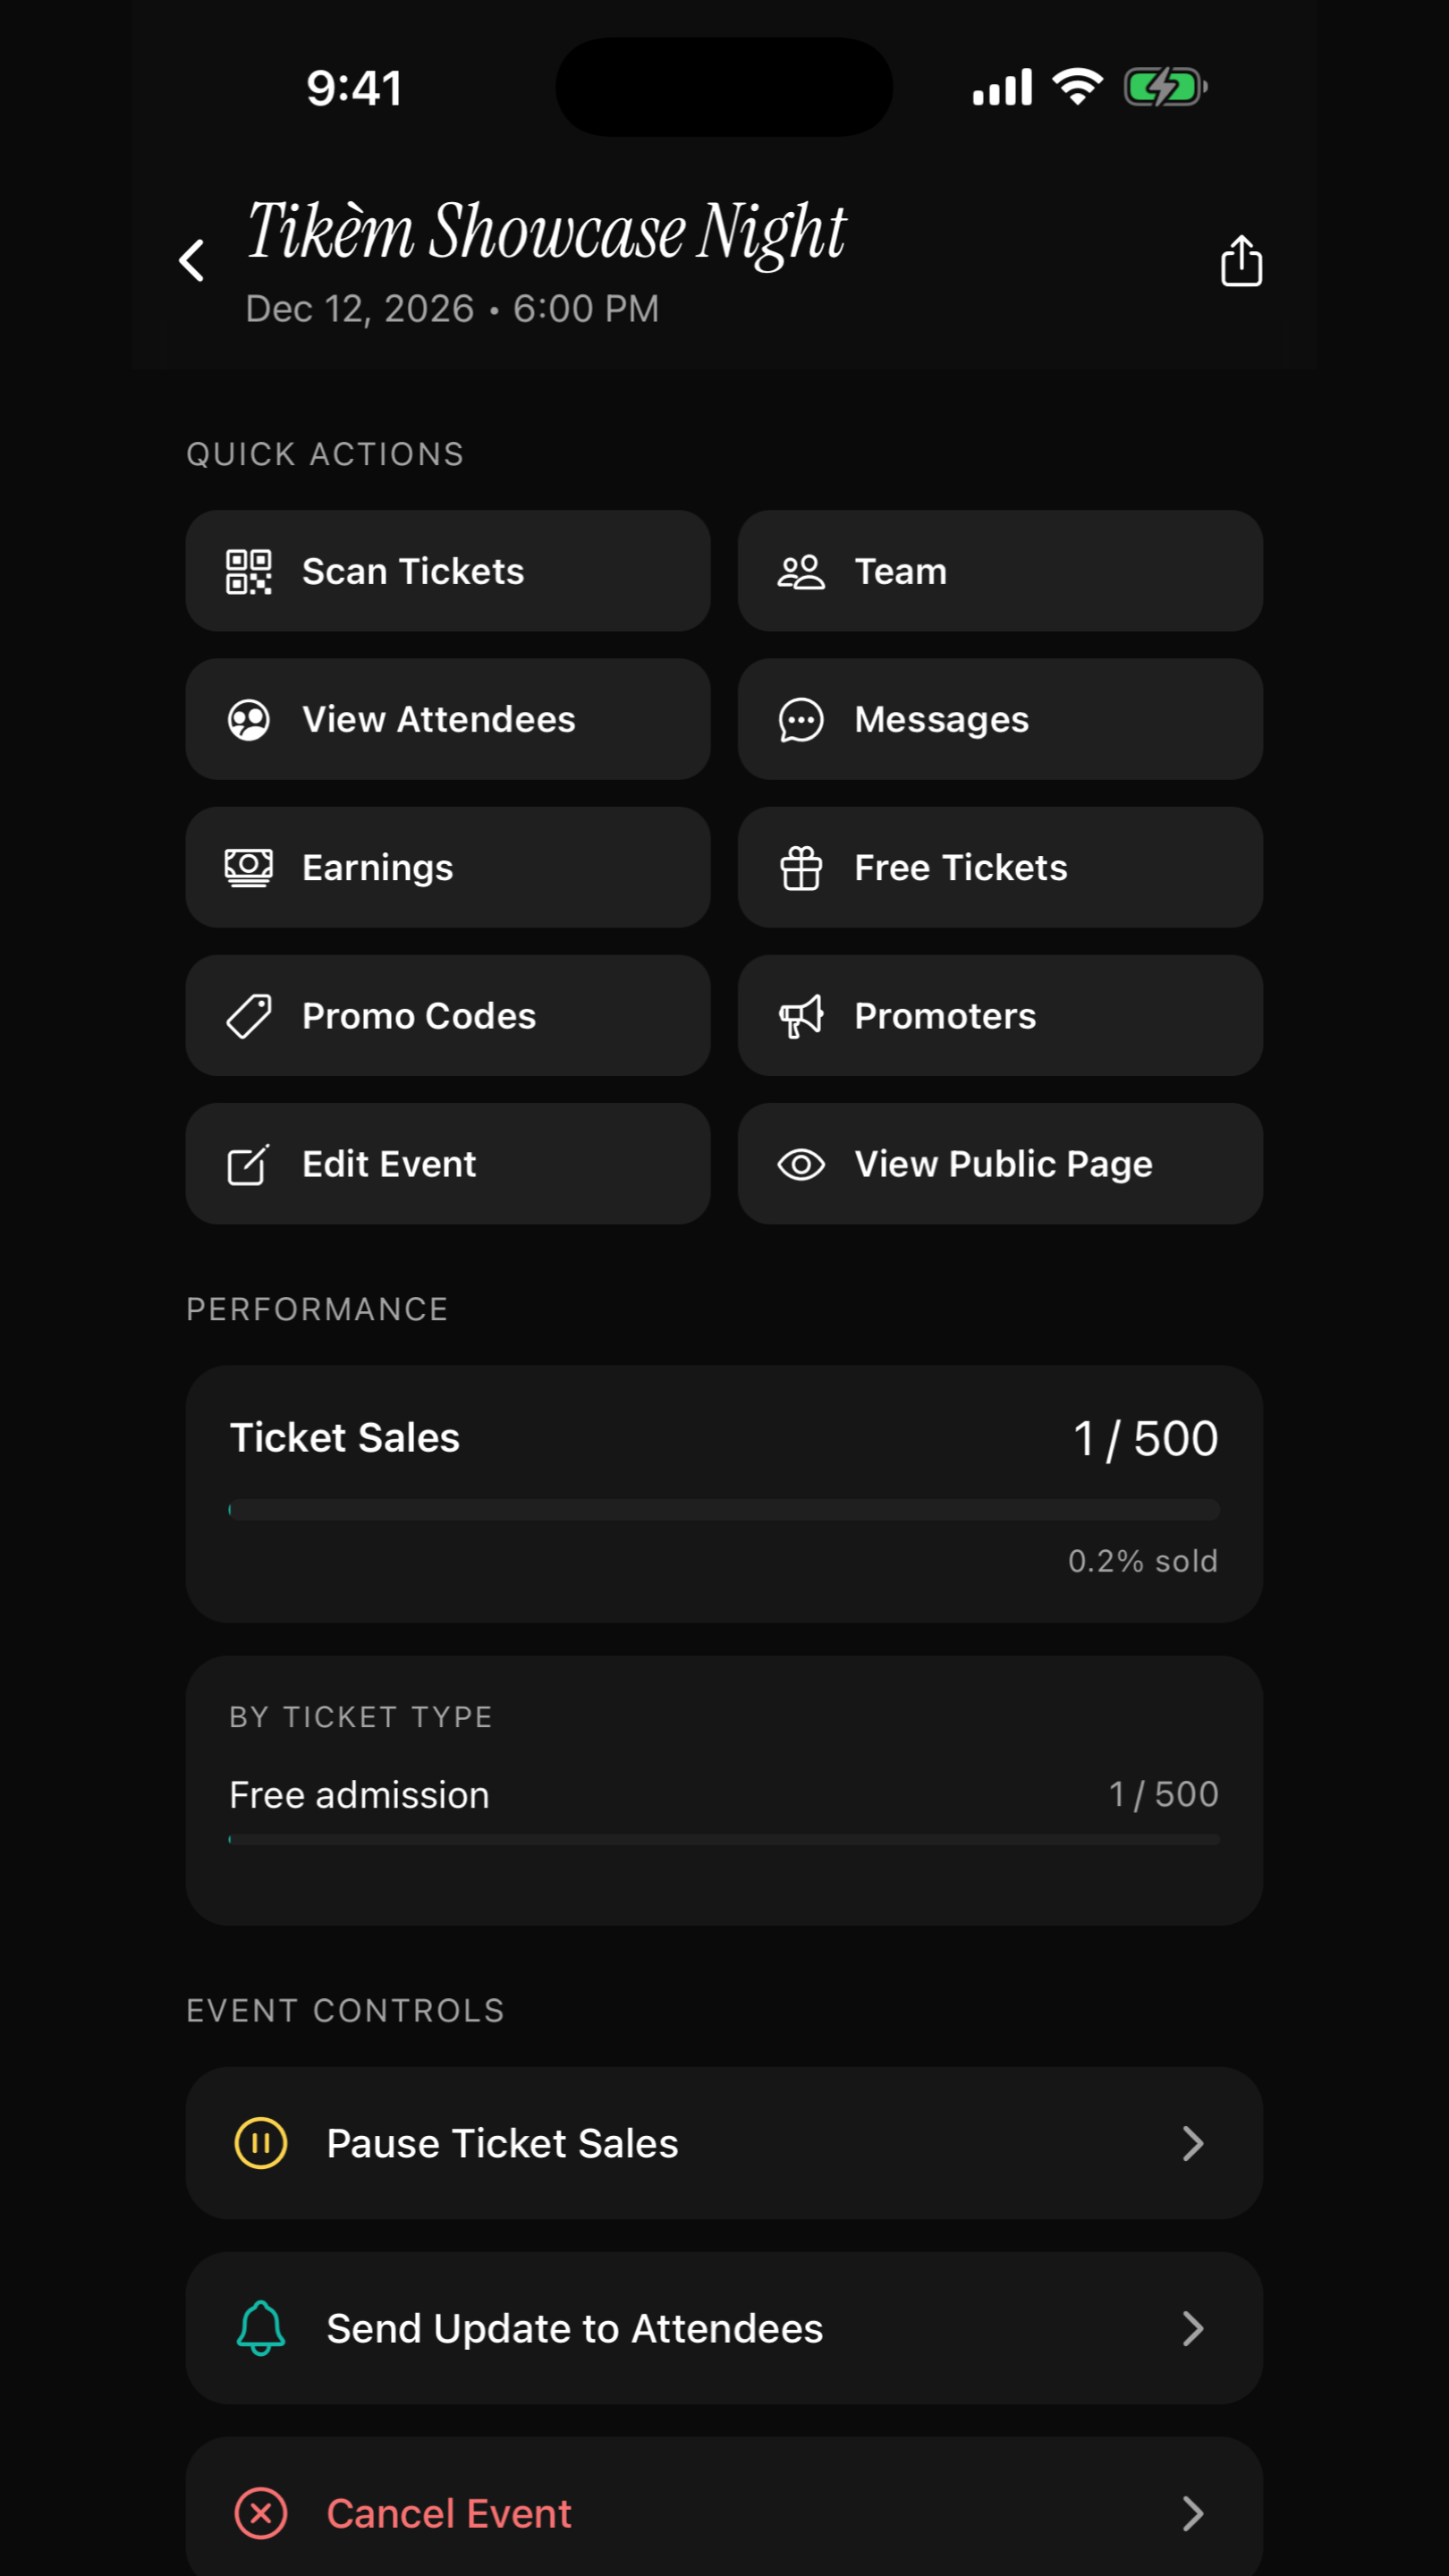 9:41
Tikèm Showcase Night
Dec 12, 2026 • 6:00 PM
QUICK ACTIONS
Scan Tickets
Team
View Attendees
Messages
Earnings
Free Tickets
Promo Codes
Promoters
Edit Event
View Public Page
PERFORMANCE
Ticket Sales
1 / 500
0.2% sold
BY TICKET TYPE
Free admission
1 / 500
EVENT CONTROLS
Pause Ticket Sales
Send Update to Attendees
Cancel Event